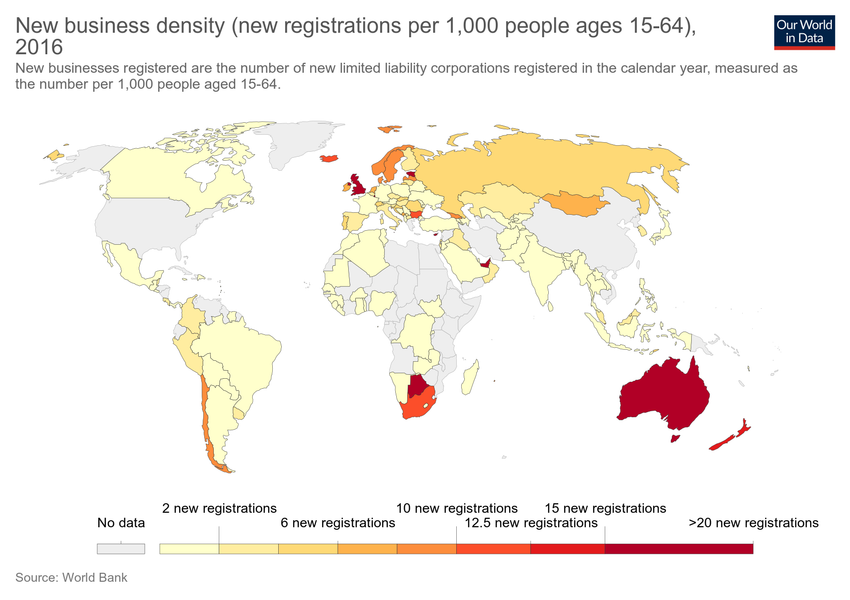 New business density (new registrations per 1,000 people ages 15-64),
2016
Our World
in Data
New businesses registered are the number of new limited liability corporations registered in the calendar year, measured as
the number per 1,000 people aged 15-64.
2 new registrations
10 new registrations
15 new registrations
No data
6 new registrations
12.5 new registrations
>20 new registrations
Source: World Bank